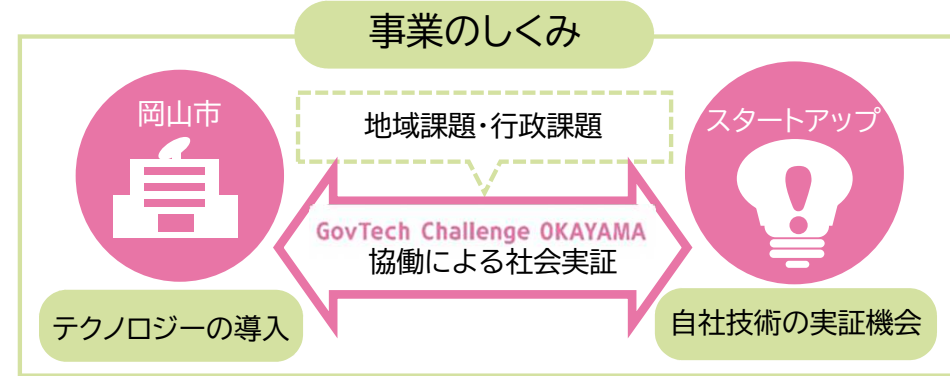 事業のしくみ
岡山市
地域課題・行政課題
スタートアップ
GovTech Challenge OKAYAMA
協働による社会実証
テクノロジーの導入
自社技術の実証機会